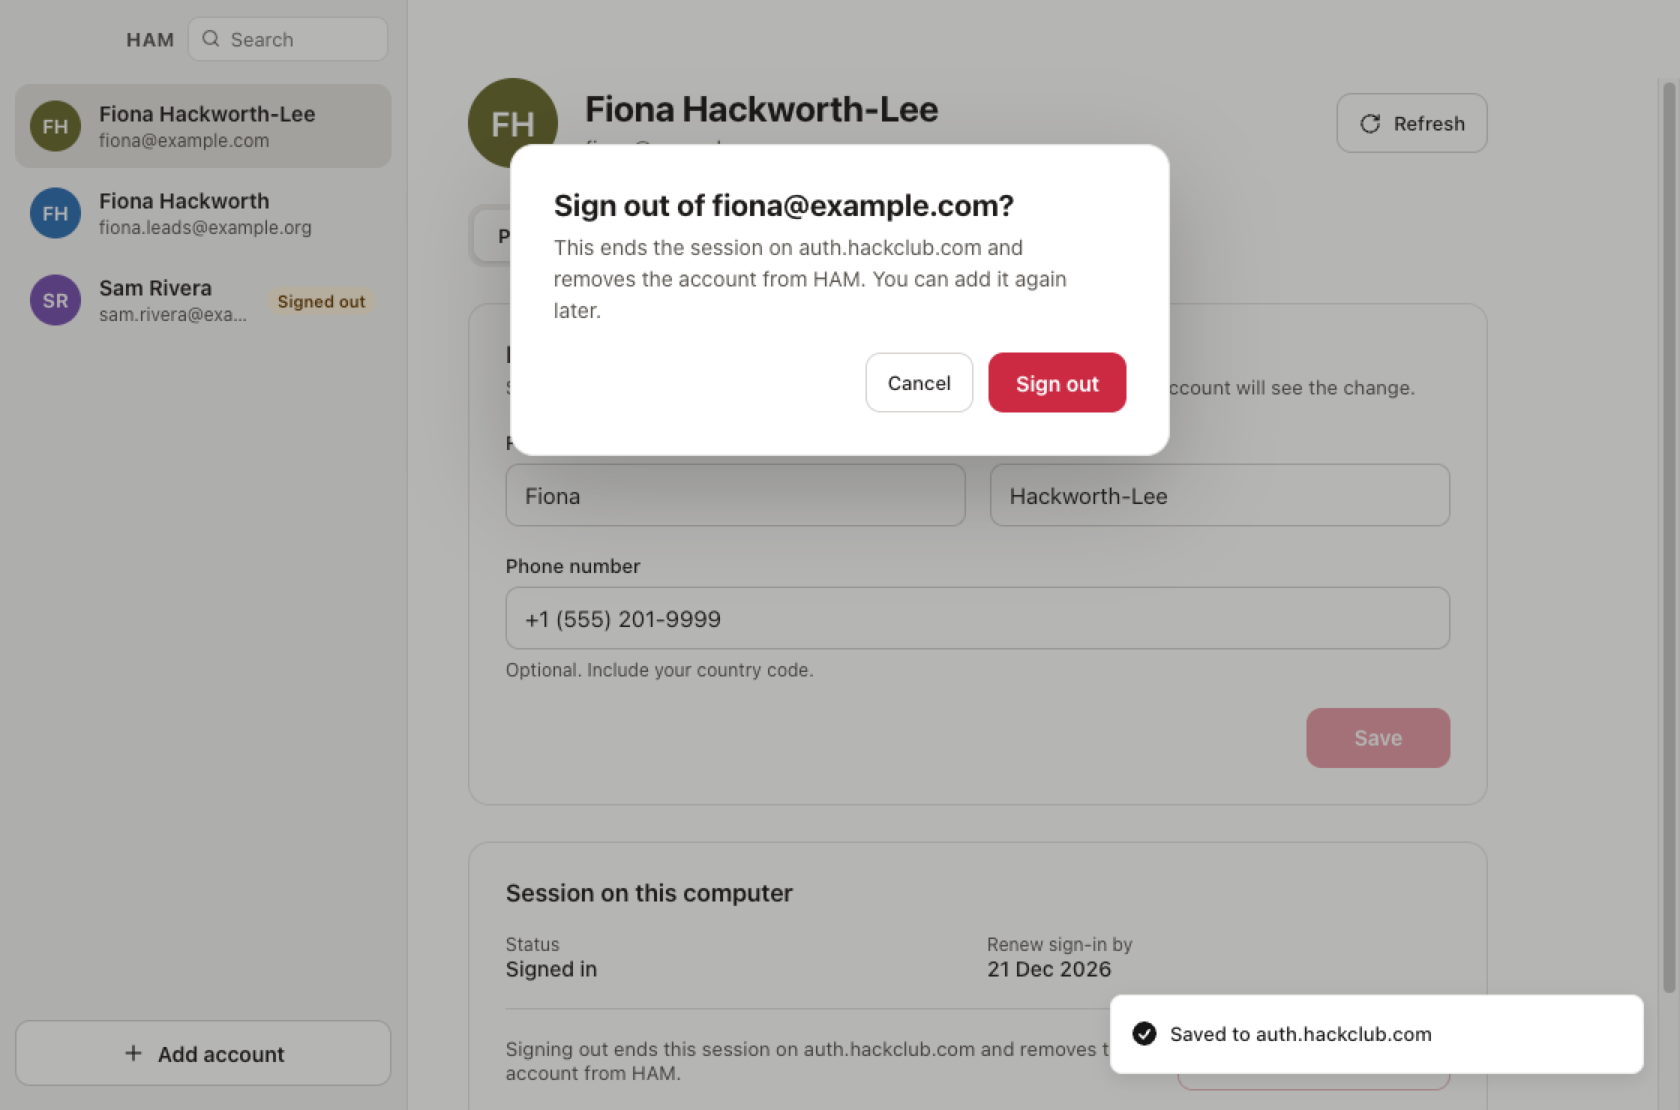 HAM
Search
FH
Fiona Hackworth-Lee
fiona@example.com
FH
Fiona Hackworth
fiona.leads@example.org
SR
Sam Rivera
sam.rivera@exa...
Signed out
+ Add account
FH
Fiona Hackworth-Lee
Refresh
Sign out of fiona@example.com?
This ends the session on auth.hackclub.com and
removes the account from HAM. You can add it again
later.
Cancel
Sign out
ccount will see the change.
Fiona
Hackworth-Lee
Phone number
+1 (555) 201-9999
Optional. Include your country code.
Save
Session on this computer
Status
Signed in
Renew sign-in by
21 Dec 2026
Signing out ends this session on auth.hackclub.com and removes t
account from HAM.
Saved to auth.hackclub.com